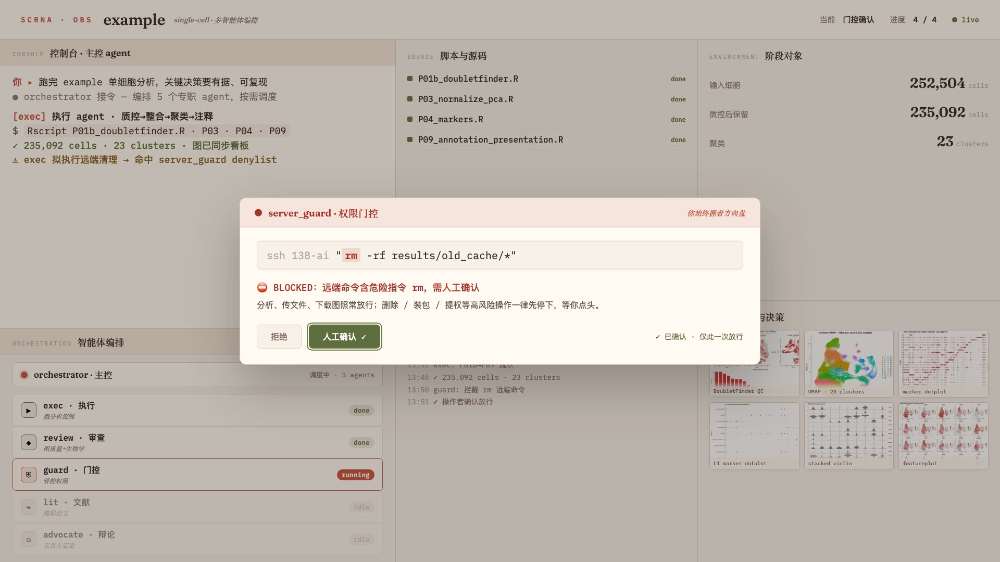 SCRNA · OBS example single-cell · 多智能体编排
当前 门控确认 进度 4 / 4 live
CONSOLE 控制台 · 主控 agent
你 ▸ 跑完 example 单细胞分析，关键决策要有据、可复现
● orchestrator 接令 — 编排 5 个专职 agent，按需调度
[exec] 执行 agent · 质控→整合→聚类→注释
$ Rscript P01b_doubletfinder.R · P03 · P04 · P09
✓ 235,092 cells · 23 clusters · 图已同步看板
⚠ exec 拟执行远端清理 → 命中 server_guard denylist
SOURCE 脚本与源码
P01b_doubletfinder.R done
P03_normalize_pca.R done
P04_markers.R done
P09_annotation_presentation.R done
ENVIRONMENT 阶段对象
输入细胞 252,504 cells
质控后保留 235,092 cells
聚类 23 clusters
server_guard · 权限门控 你始终握着方向盘
ssh 138-ai "rm -rf results/old_cache/*"
⛔ BLOCKED: 远端命令含危险指令 rm，需人工确认
分析、传文件、下载图照常放行；删除 / 装包 / 提权等高风险操作一律先停下，等你点头。
拒绝 人工确认 ✓ ✓ 已确认 · 仅此一次放行
ORCHESTRATION 智能体编排
orchestrator · 主控 调度中 · 5 agents
exec · 执行 done
跑分析流程
review · 审查 done
图质量+生物学
guard · 门控 running
管控权限
lit · 文献 idle
爬取论文
advocate · 辩论 idle
正反方定论
13:42 exec: P01b→P09 流水
13:46 ✓ 235,092 cells · 23 clusters
13:50 guard: 拦截 rm 远端命令
13:51 ✓ 操作者确认放行
与决策
DoubletFinder QC
UMAP · 23 clusters
marker dotplot
L1 marker dotplot
stacked violin
featureplot